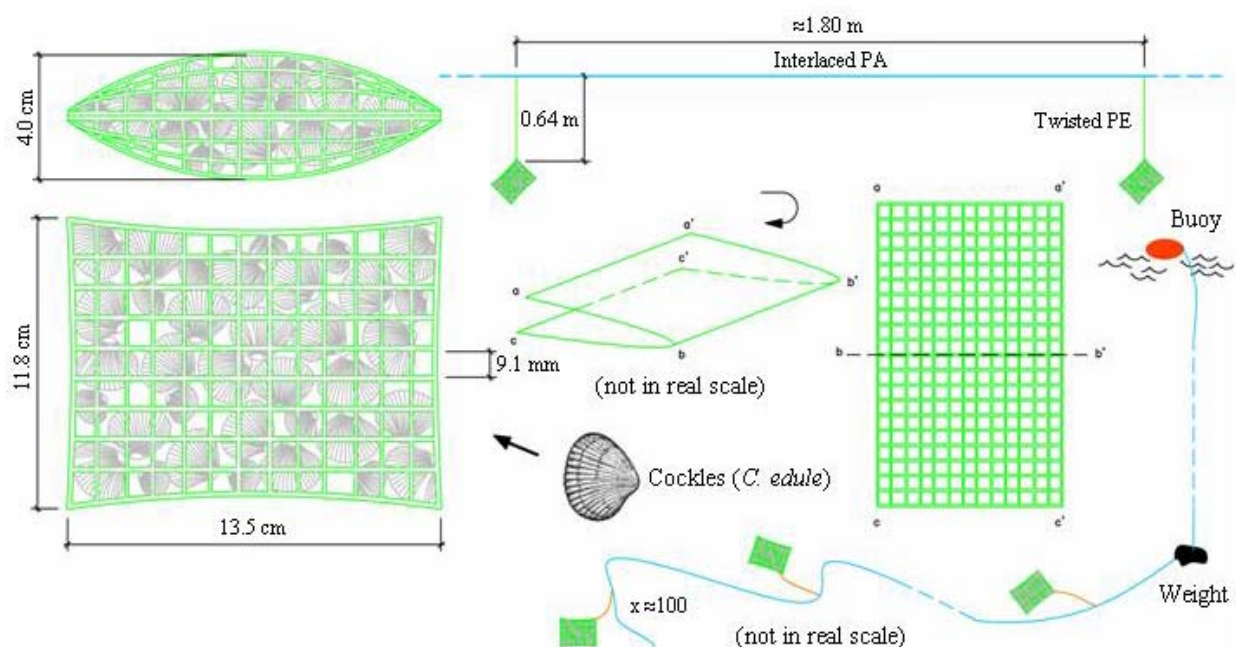 ≈1.80 m
Interlaced PA
4.0 cm
0.64 m
Twisted PE
a
a'
Buoy
a'
c'
a
b'
c
b
b
b'
11.8 cm
9.1 mm
(not in real scale)
Cockles (C. edule)
c
c'
13.5 cm
x ≈100
Weight
(not in real scale)